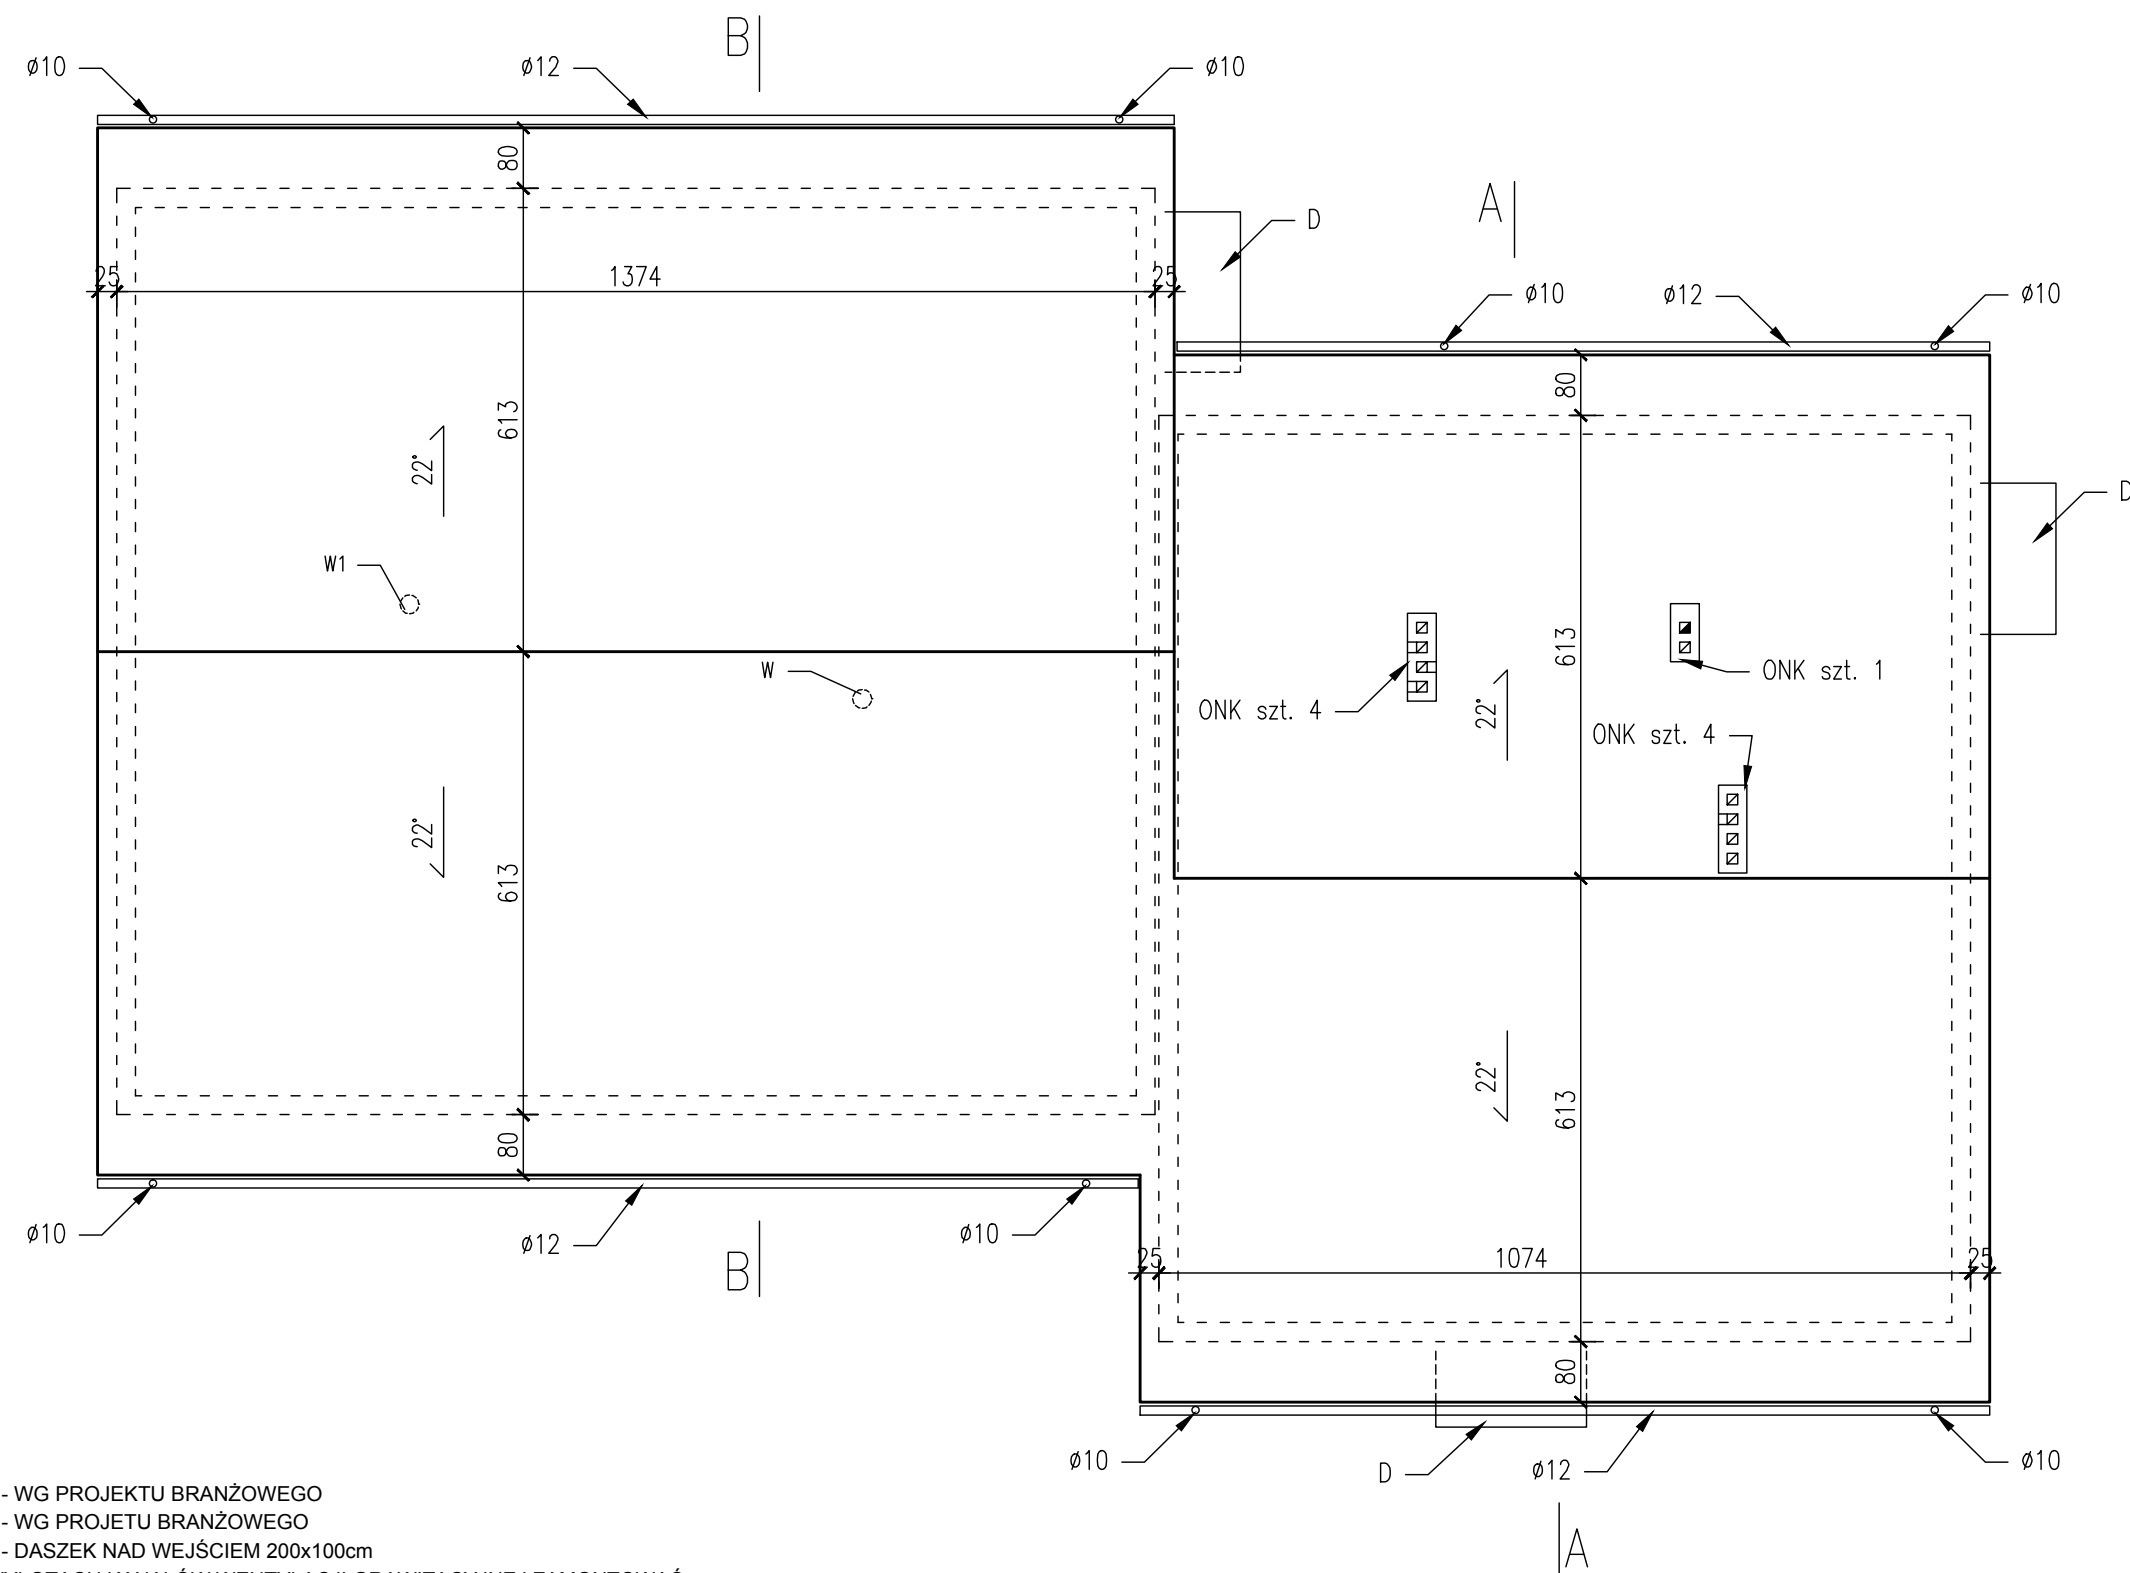 B
ø10
ø12
ø10
80
A
D
25
1374
25
ø10
ø12
ø10
80
613
22°
D
W1
613
W
ONK szt. 1
ONK szt. 4
22°
ONK szt. 4
22°
613
22°
613
80
ø10
ø12
ø10
B
25
1074
25
80
ø10
D
ø12
ø10
A
- WG PROJEKTU BRANŻOWEGO
- WG PROJETU BRANŻOWEGO
- DASZEK NAD WEJŚCIEM 200x100cm